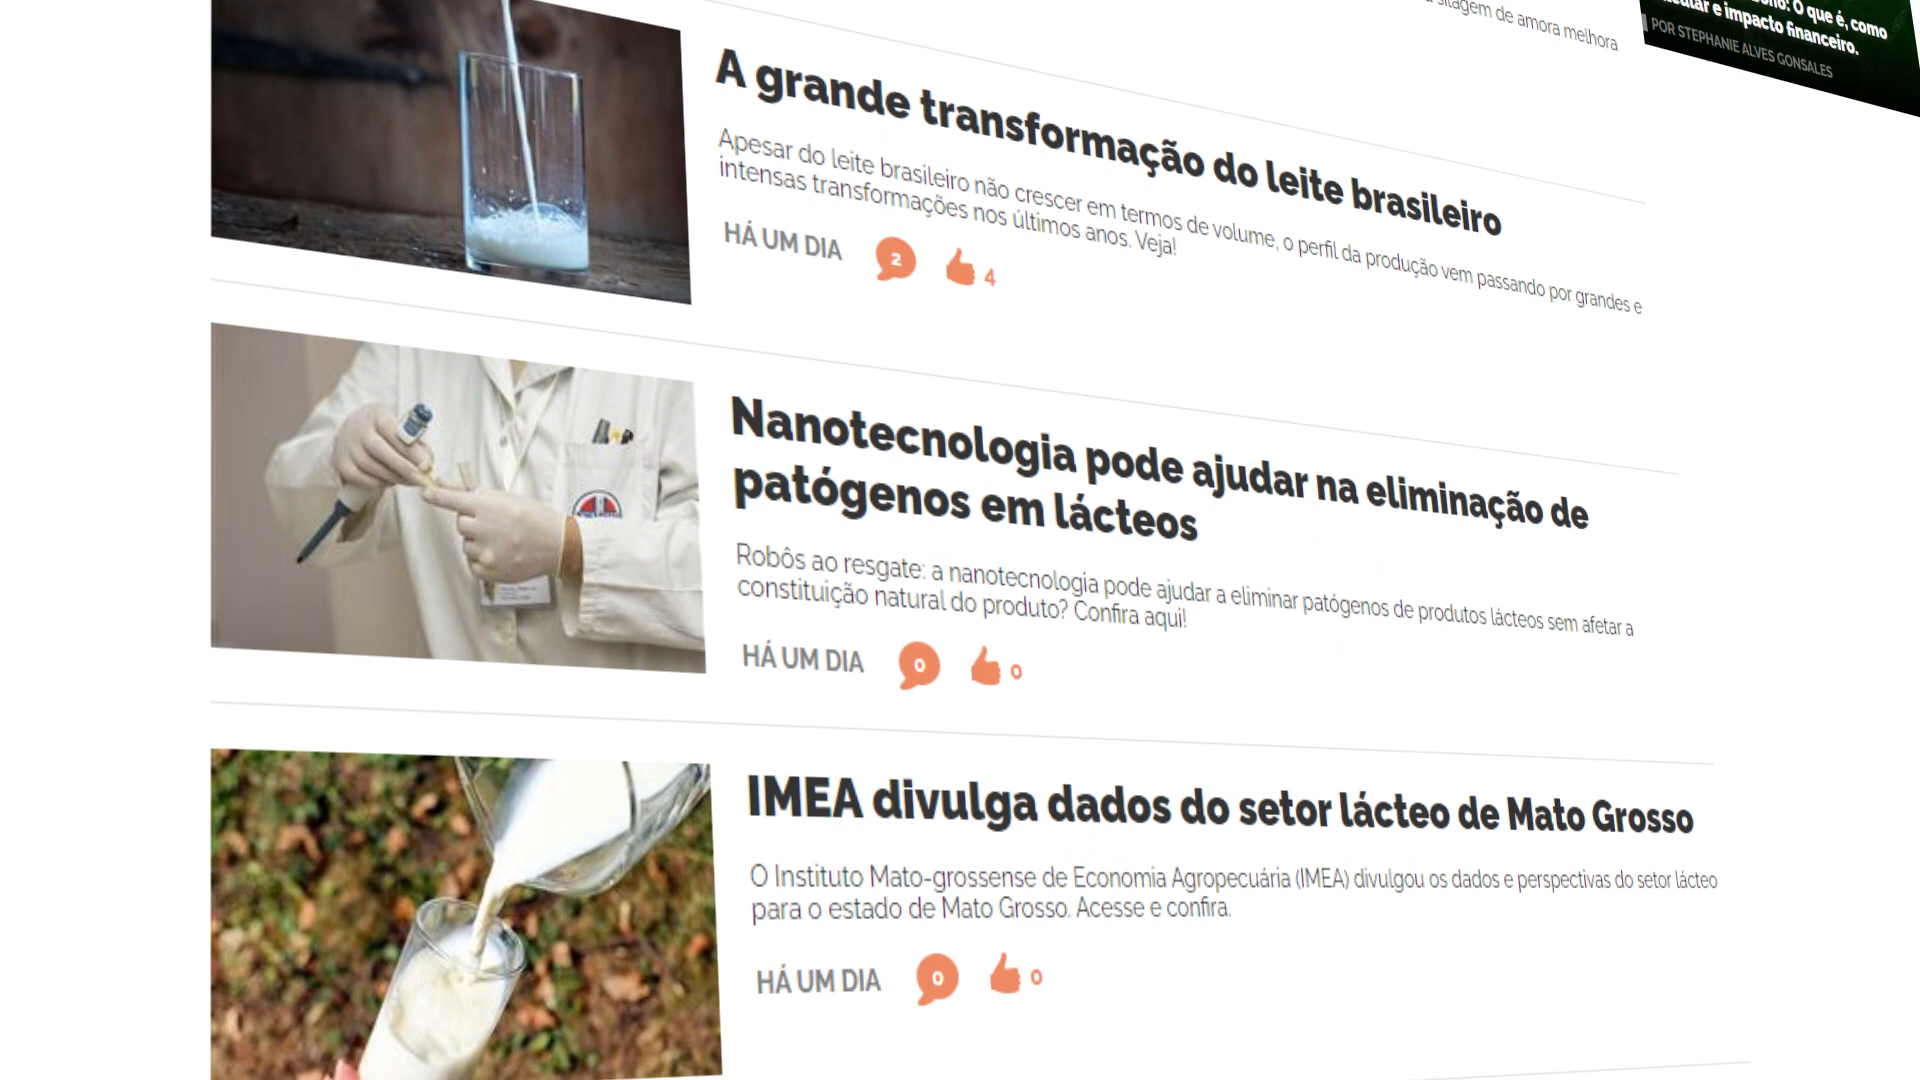 silagem de amora melhora
O que é, como
e impacto financeiro.
POR STEPHANIE ALVES GONSALES
A grande transformação do leite brasileiro
Apesar do leite brasileiro não crescer em termos de volume, o perfil da produção vem passando por grandes e
intensas transformações nos últimos anos. Veja!
HÁ UM DIA 2 4
Nanotecnologia pode ajudar na eliminação de
patógenos em lácteos
Robôs ao resgate: a nanotecnologia pode ajudar a eliminar patógenos de produtos lácteos sem afetar a
constituição natural do produto? Confira aqui!
HÁ UM DIA 0 0
IMEA divulga dados do setor lácteo de Mato Grosso
O Instituto Mato-grossense de Economia Agropecuária (IMEA) divulgou os dados e perspectivas do setor lácteo
para o estado de Mato Grosso. Acesse e confira.
HÁ UM DIA 0 0